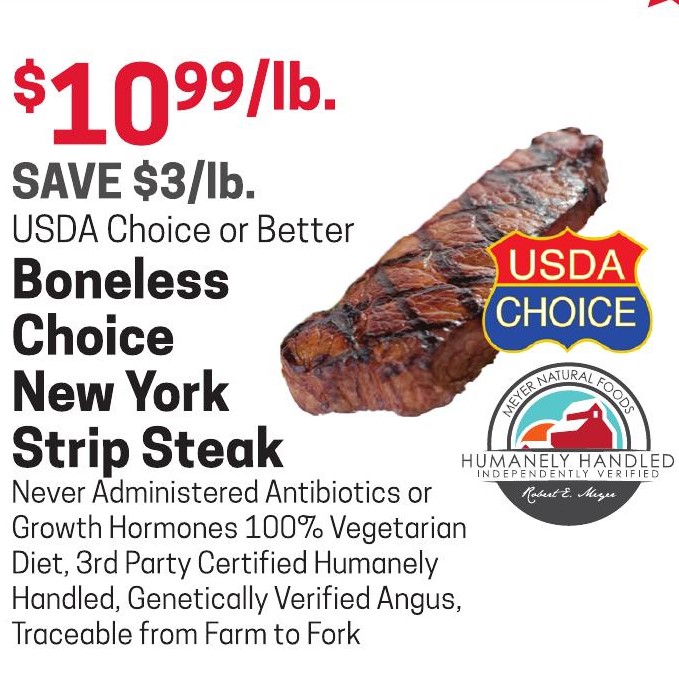 $10.99/lb.
SAVE $3/lb.
USDA Choice or Better
Boneless
Choice
New York
Strip Steak
Never Administered Antibiotics or
Growth Hormones 100% Vegetarian
Diet, 3rd Party Certified Humanely
Handled, Genetically Verified Angus,
Traceable from Farm to Fork
USDA
CHOICE
MEYER NATURAL FOODS
HUMANELY HANDLED
INDEPENDENTLY VERIFIED
Robert E. Meyer